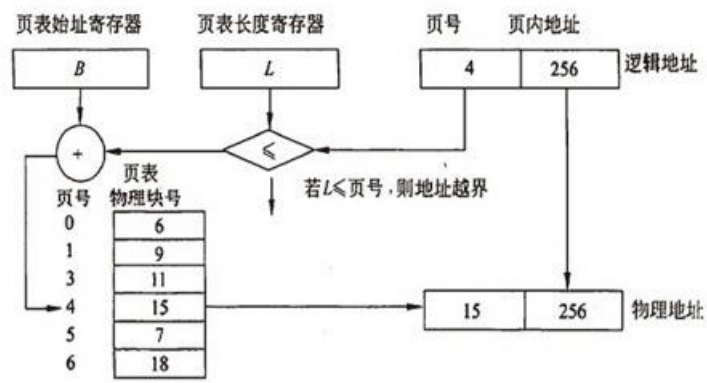 页表始址寄存器 页表长度寄存器 页号 页内地址
B L 4 256 逻辑地址
+ ≤
若L≤页号,则地址越界
页表
页号 物理块号
0 6
1 9
3 11
4 15 15 256 物理地址
5 7
6 18